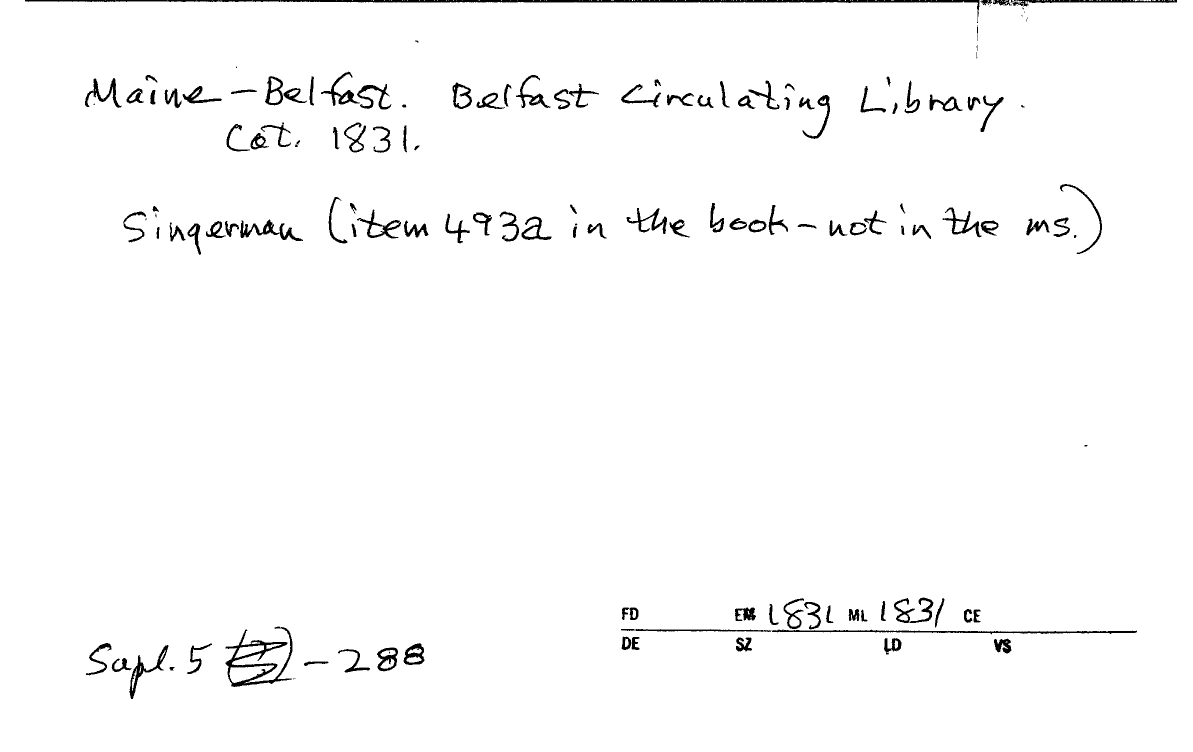 Maine - Belfast. Belfast Circulating Library.
Cat. 1831.
Singerman (item 493a in the book - not in the ms.)
FD EM 1831 ML 1831 CE
DE SZ LD VS
Supl. 5 - 288